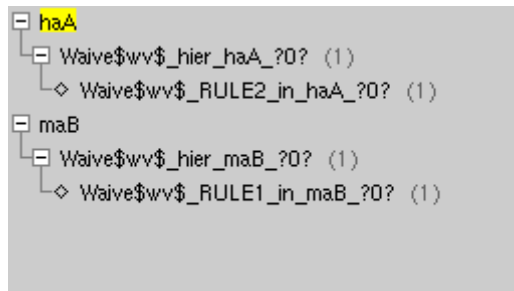 haA
Waive$wv$_hier_haA_?0? (1)
Waive$wv$_RULE2_in_haA_?0? (1)
maB
Waive$wv$_hier_maB_?0? (1)
Waive$wv$_RULE1_in_maB_?0? (1)